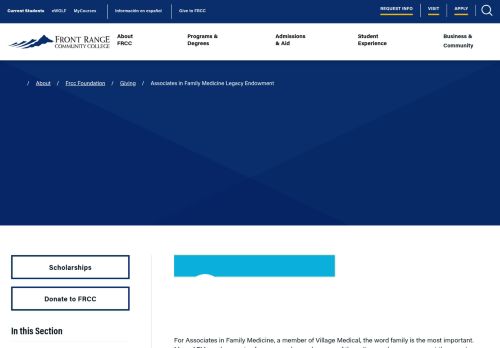 Current Students eWOLF MyCourses Información en español Give to FRCC REQUEST INFO VISIT APPLY
FRONT RANGE
COMMUNITY COLLEGE
About
FRCC
Programs &
Degrees
Admissions
& Aid
Student
Experience
Business &
Community
/ About / Frcc Foundation / Giving / Associates in Family Medicine Legacy Endowment
Scholarships
Donate to FRCC
In this Section
For Associates in Family Medicine, a member of Village Medical, the word family is the most important.